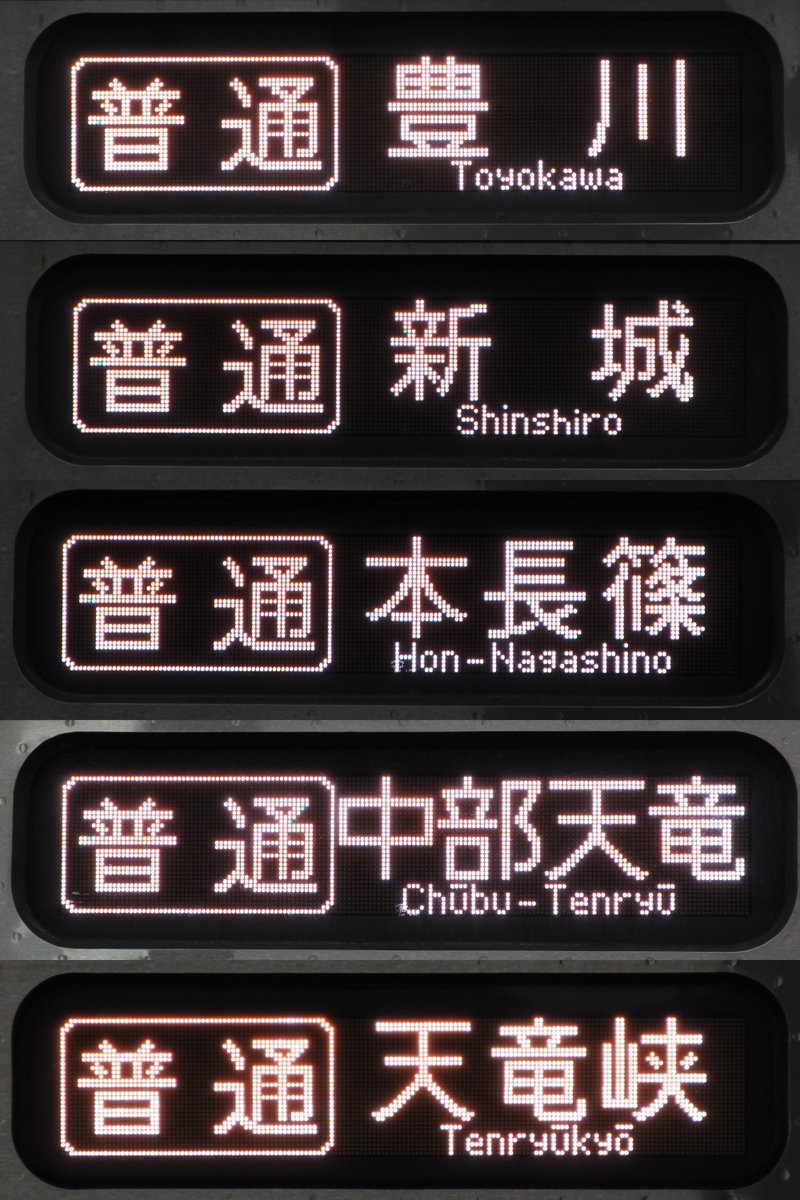 普通 豊川
Toyokawa
普通 新城
Shinshiro
普通 本長篠
Hon-Nagashino
普通 中部天竜
Chūbu-Tenryū
普通 天竜峡
Tenryūkyō